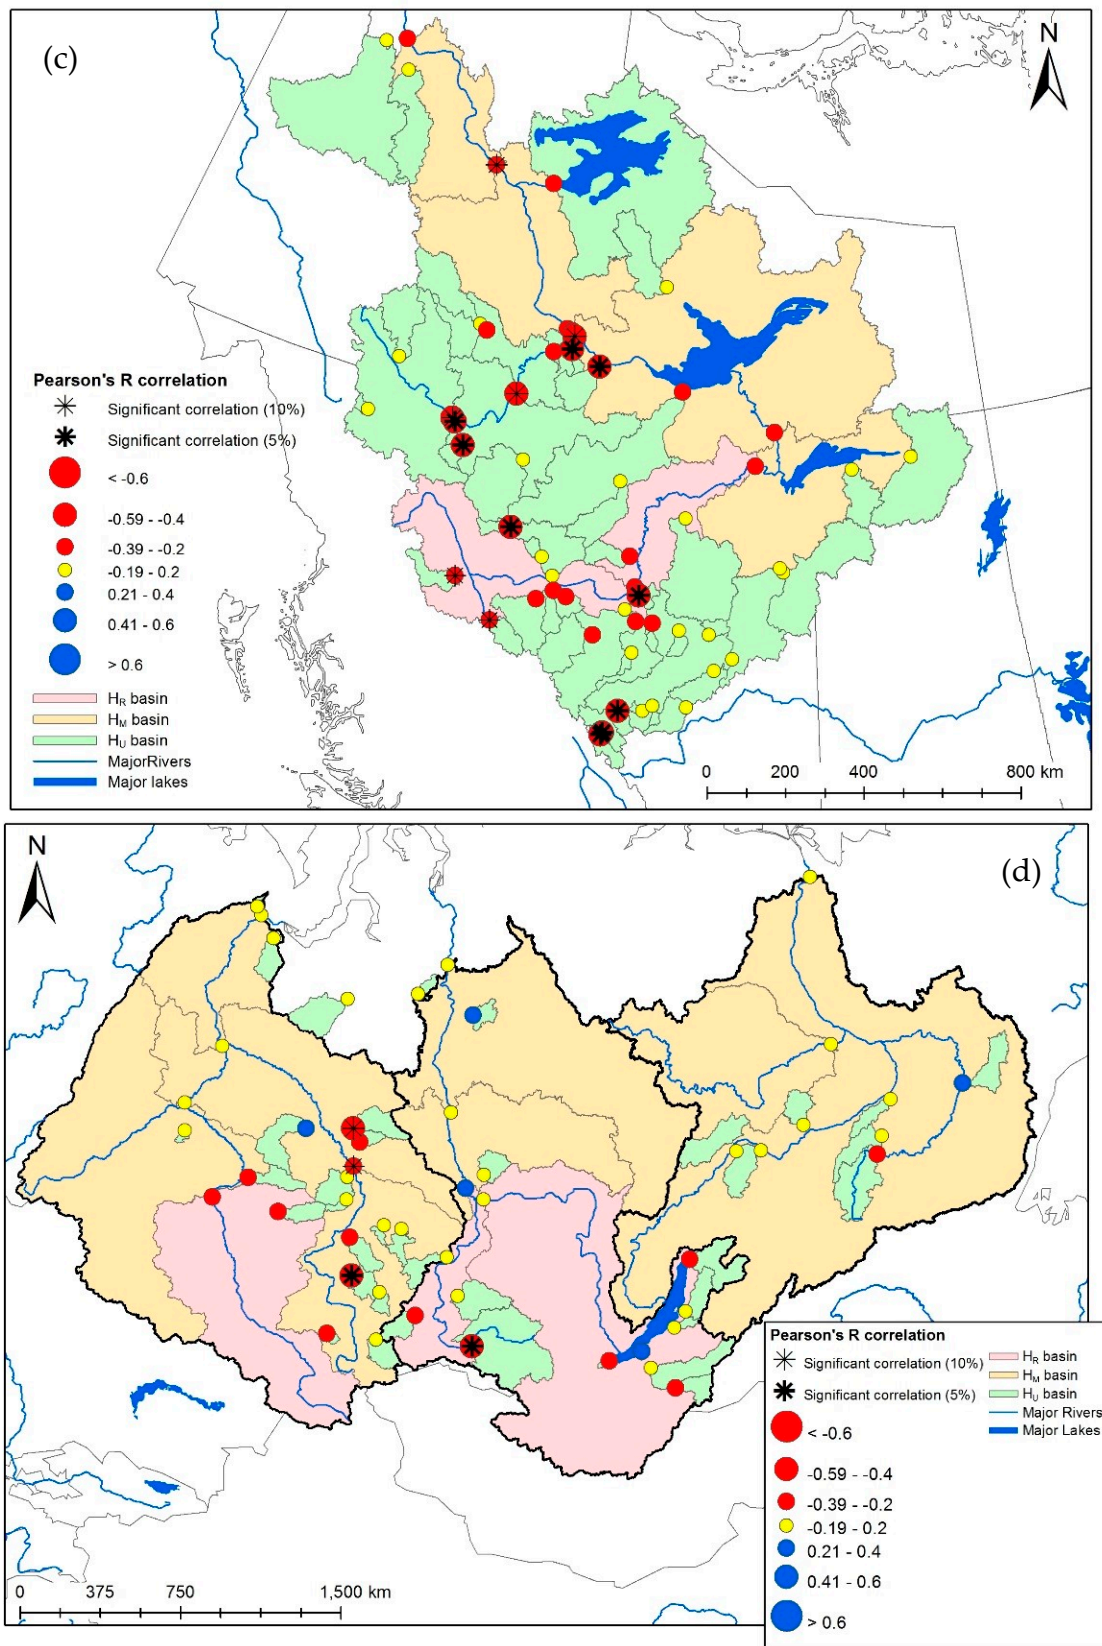 (c)
N
Pearson's R correlation
Significant correlation (10%)
Significant correlation (5%)
< -0.6
-0.59 - -0.4
-0.39 - -0.2
-0.19 - 0.2
0.21 - 0.4
0.41 - 0.6
> 0.6
HR basin
HM basin
HU basin
MajorRivers
Major lakes
0 200 400 800 km
N
(d)
Pearson's R correlation
Significant correlation (10%)
Significant correlation (5%)
< -0.6
-0.59 - -0.4
-0.39 - -0.2
-0.19 - 0.2
0.21 - 0.4
0.41 - 0.6
> 0.6
HR basin
HM basin
HU basin
Major Rivers
Major Lakes
0 375 750 1,500 km